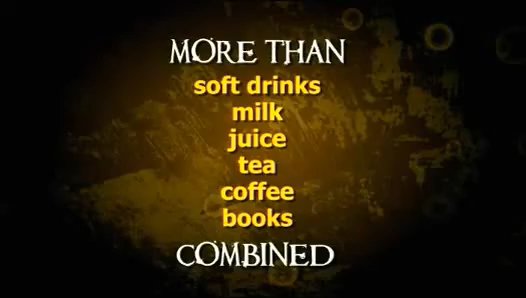 MORE THAN
soft drinks
milk
juice
tea
coffee
books
COMBINED